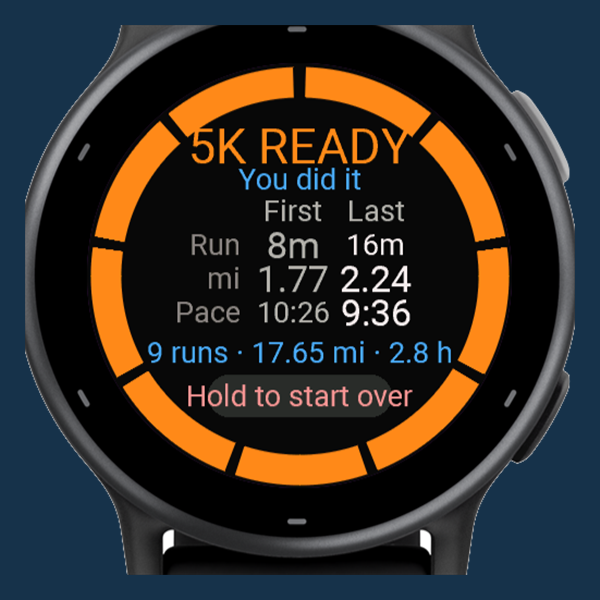 5K READY
You did it
First Last
Run 8m 16m
mi 1.77 2.24
Pace 10:26 9:36
9 runs · 17.65 mi · 2.8 h
Hold to start over